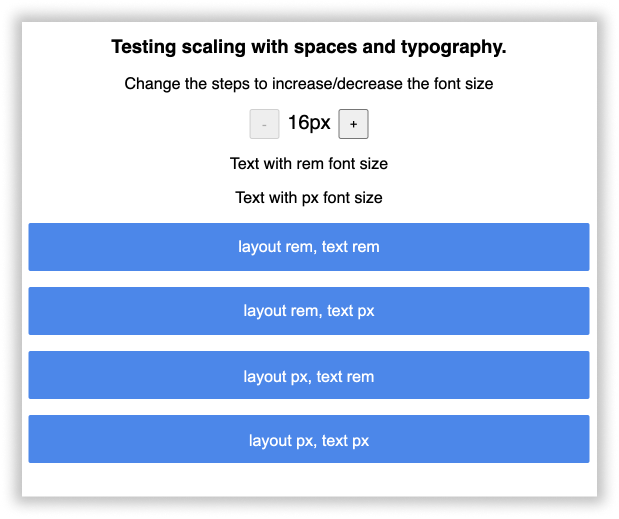 Testing scaling with spaces and typography.
Change the steps to increase/decrease the font size
- 16px +
Text with rem font size
Text with px font size
layout rem, text rem
layout rem, text px
layout px, text rem
layout px, text px